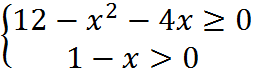 12 − x² − 4x ≥ 0
1 − x > 0